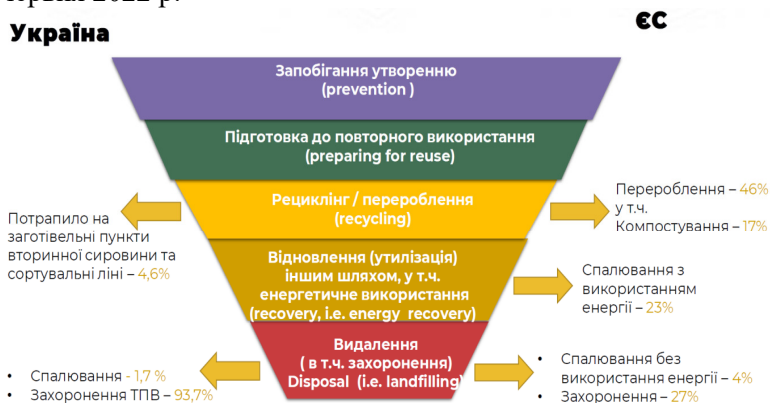 Україна
ЄС
Запобігання утворенню
(prevention )
Підготовка до повторного використання
(preparing for reuse)
Рециклінг / перероблення
(recycling)
Потрапило на
заготівельні пункти
вторинної сировини та
сортувальні ліні – 4,6%
Перероблення – 46%
у т.ч.
Компостування – 17%
Відновлення (утилізація)
іншим шляхом, у т.ч.
енергетичне використання
(recovery, i.e. energy recovery)
Спалювання з
використанням
енергії – 23%
Видалення
( в т.ч. захоронення)
Disposal (i.e. landfilling)
• Спалювання - 1,7 %
• Захоронення ТПВ – 93,7%
• Спалювання без
використання енергії – 4%
• Захоронення – 27%